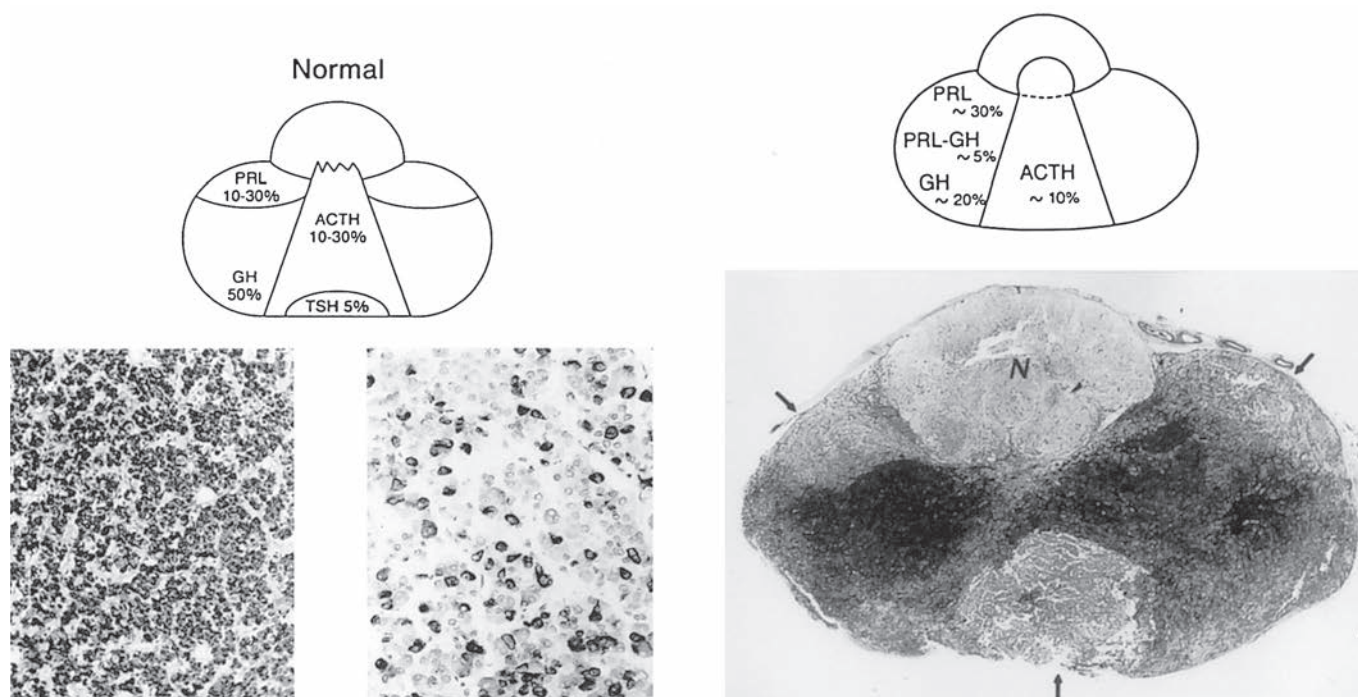 Normal
PRL
10-30%
ACTH
10-30%
GH
50%
TSH 5%
PRL
~ 30%
PRL-GH
~ 5%
GH
~ 20%
ACTH
~ 10%
N